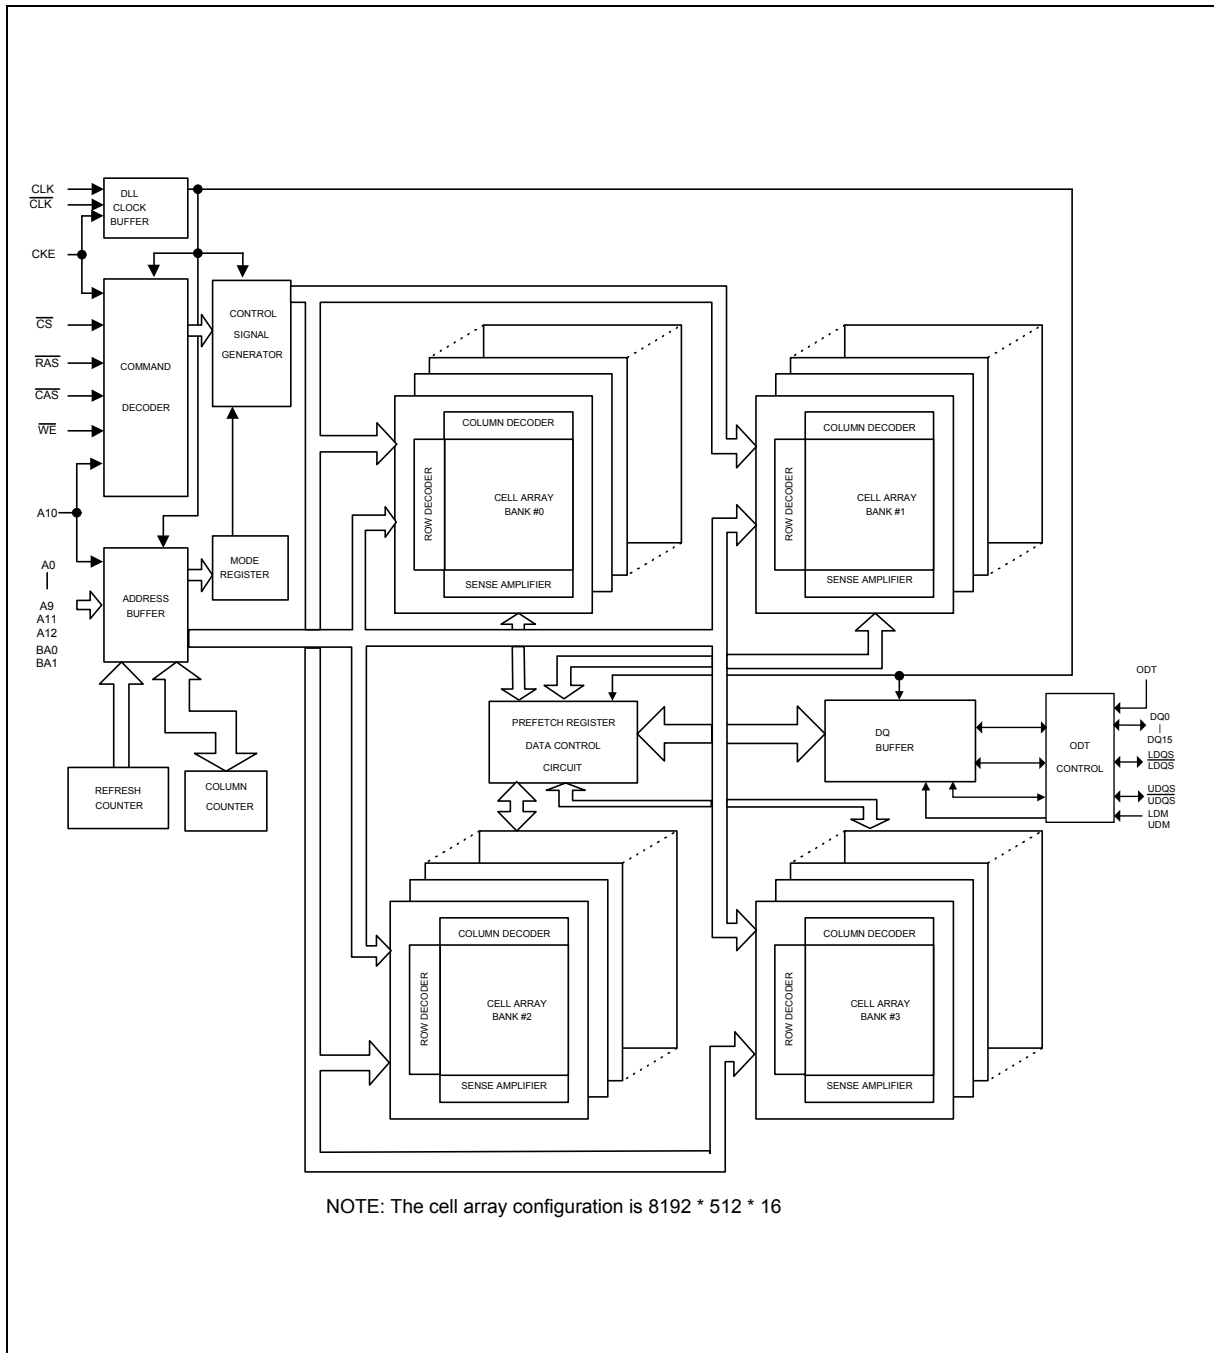 CLK
CLK
CKE
CS
RAS
CAS
WE
A10
A0
A9
A11
A12
BA0
BA1
DLL
CLOCK
BUFFER
COMMAND
DECODER
CONTROL
SIGNAL
GENERATOR
MODE
REGISTER
ADDRESS
BUFFER
REFRESH
COUNTER
COLUMN
COUNTER
COLUMN DECODER
ROW DECODER
CELL ARRAY
BANK #0
SENSE AMPLIFIER
COLUMN DECODER
ROW DECODER
CELL ARRAY
BANK #1
SENSE AMPLIFIER
PREFETCH REGISTER
DATA CONTROL
CIRCUIT
DQ
BUFFER
ODT
CONTROL
ODT
DQ0
|
DQ15
LDQS
LDQS
UDQS
UDQS
LDM
UDM
COLUMN DECODER
ROW DECODER
CELL ARRAY
BANK #2
SENSE AMPLIFIER
COLUMN DECODER
ROW DECODER
CELL ARRAY
BANK #3
SENSE AMPLIFIER
NOTE: The cell array configuration is 8192 * 512 * 16